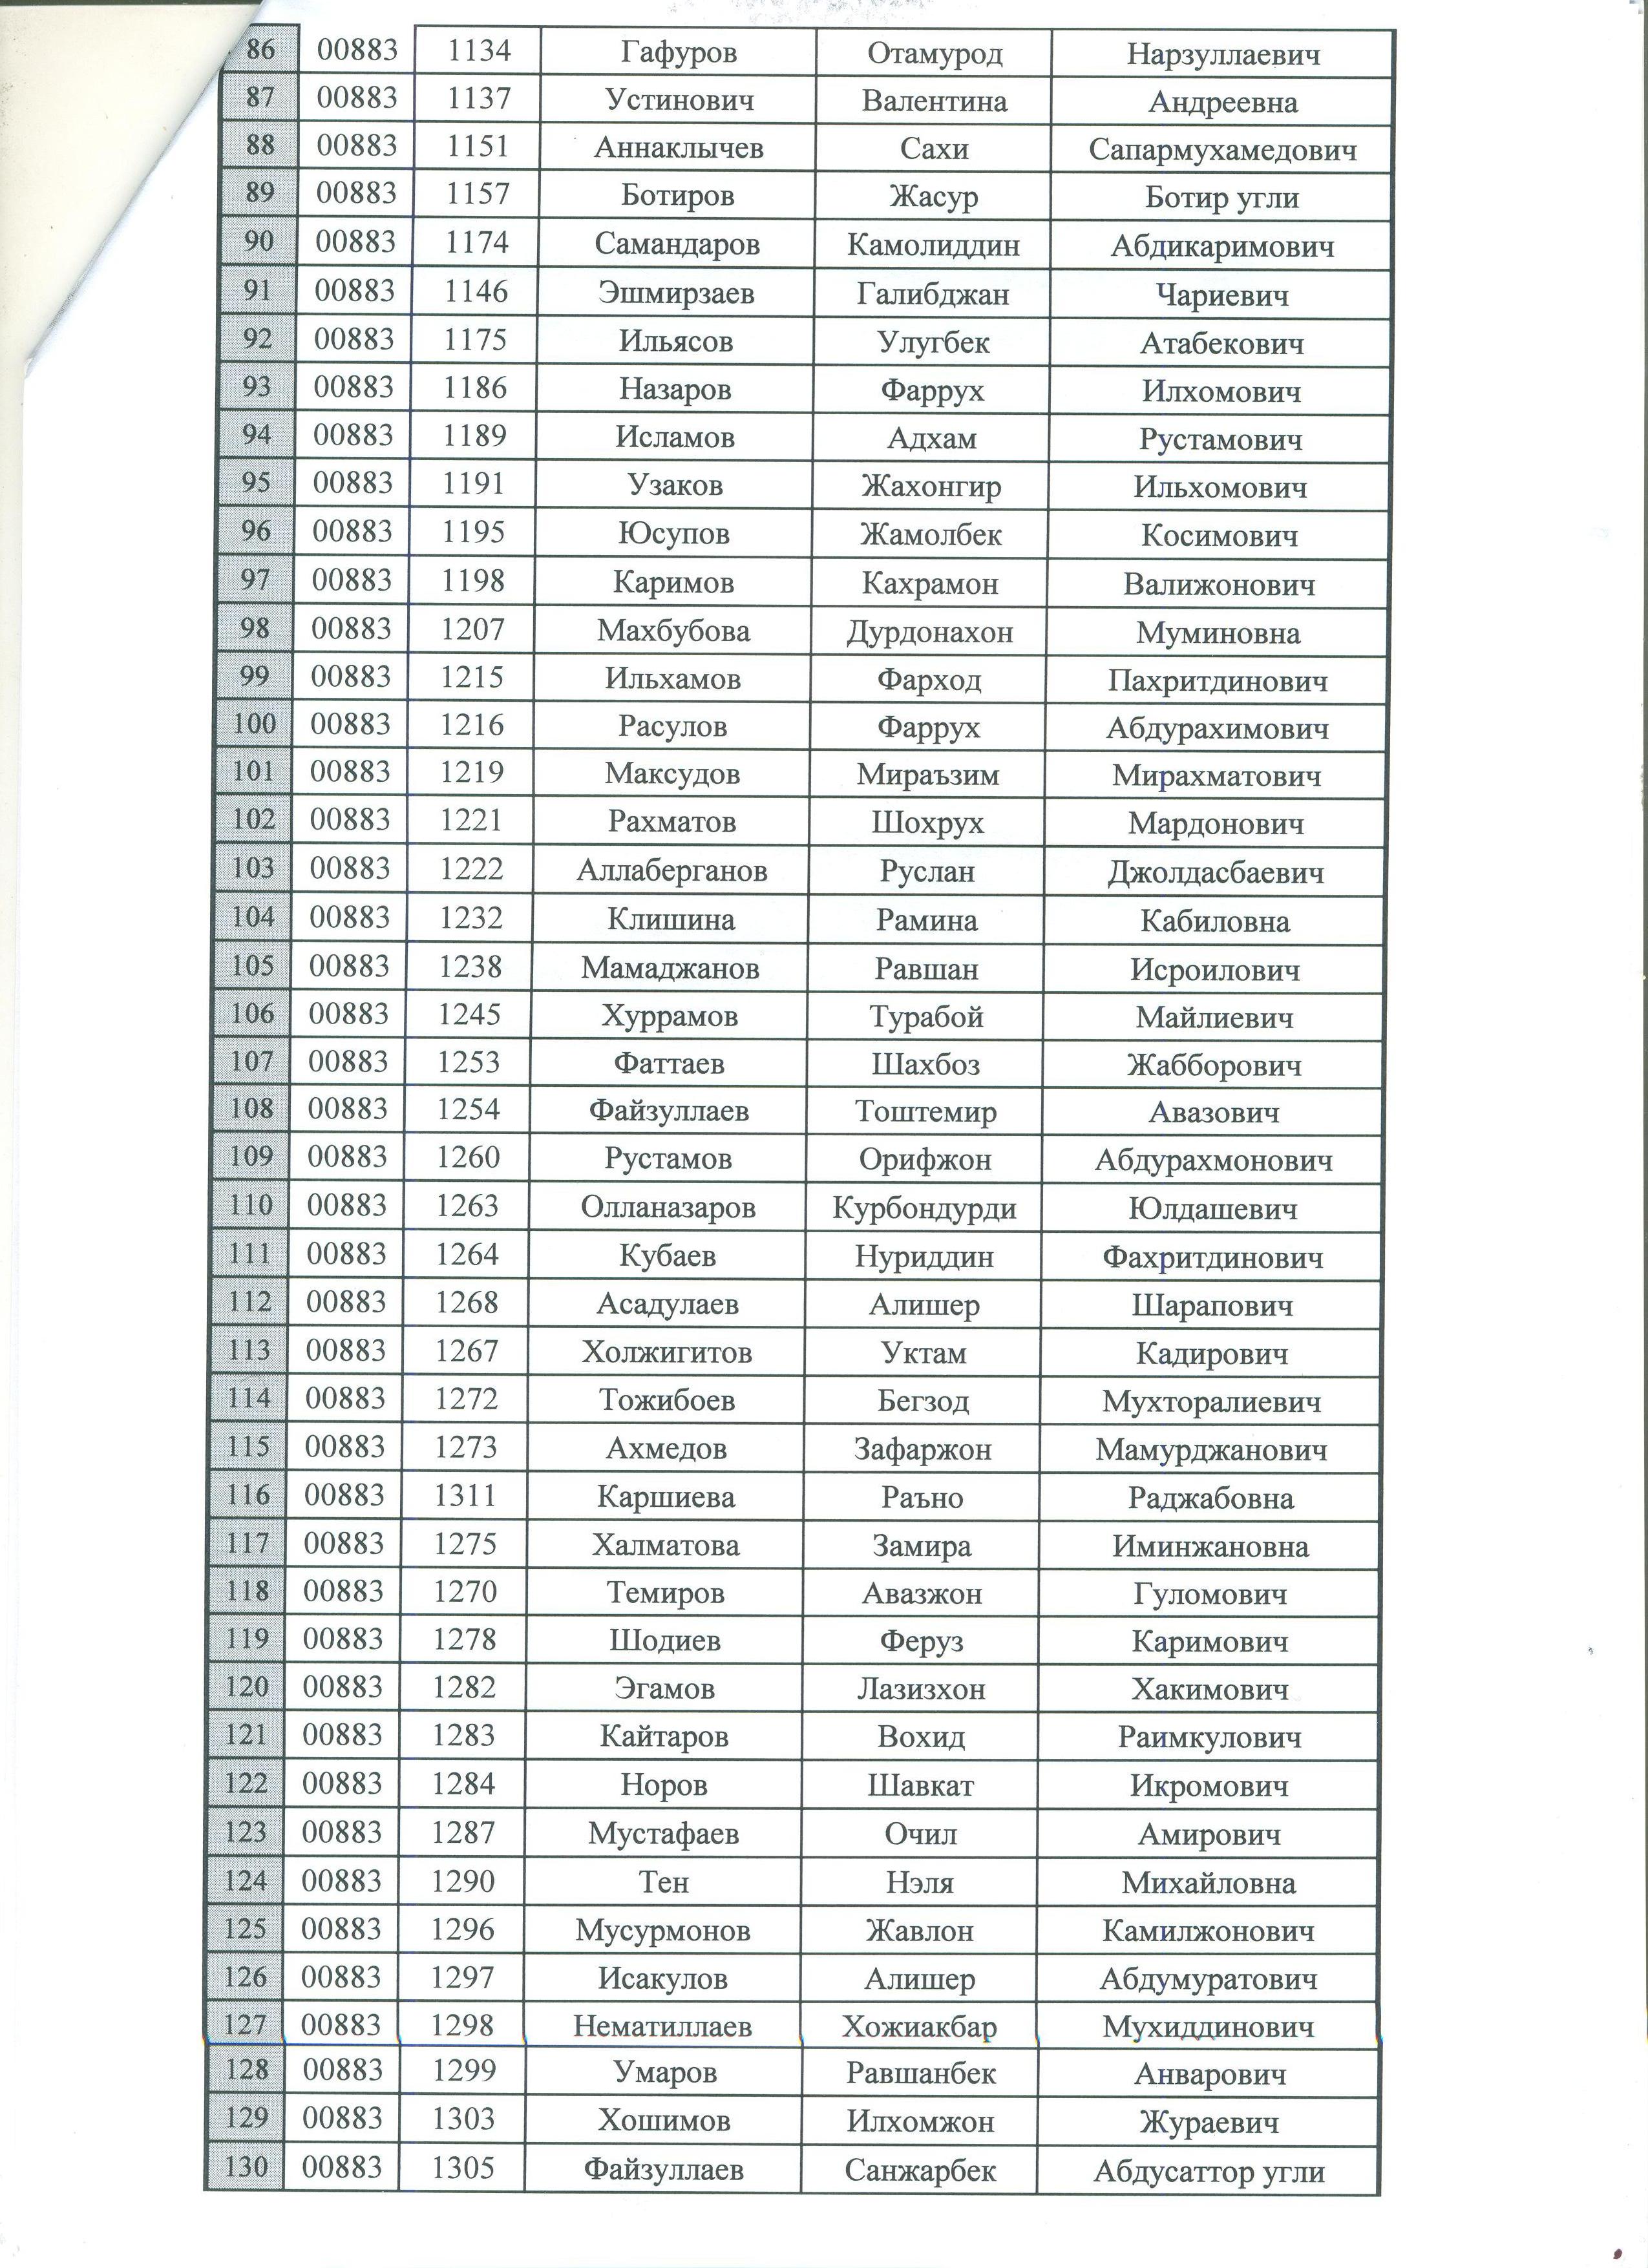 86 00883 1134 Гафуров Отамурод Нарзуллаевич
87 00883 1137 Устинович Валентина Андреевна
88 00883 1151 Аннаклычев Сахи Сапармухамедович
89 00883 1157 Ботиров Жасур Ботир угли
90 00883 1174 Самандаров Камолиддин Абдикаримович
91 00883 1146 Эшмирзаев Галибджан Чариевич
92 00883 1175 Ильясов Улугбек Атабекович
93 00883 1186 Назаров Фаррух Илхомович
94 00883 1189 Исламов Адхам Рустамович
95 00883 1191 Узаков Жахонгир Ильхомович
96 00883 1195 Юсупов Жамолбек Косимович
97 00883 1198 Каримов Кахрамон Валижонович
98 00883 1207 Махбубова Дурдонахон Муминовна
99 00883 1215 Ильхамов Фарход Пахритдинович
100 00883 1216 Расулов Фаррух Абдурахимович
101 00883 1219 Максудов Мираъзим Мирахматович
102 00883 1221 Рахматов Шохрух Мардонович
103 00883 1222 Аллаберганов Руслан Джолдасбаевич
104 00883 1232 Клишина Рамина Кабиловна
105 00883 1238 Мамаджанов Равшан Исроилович
106 00883 1245 Хуррамов Турабой Майлиевич
107 00883 1253 Фаттаев Шахбоз Жабборович
108 00883 1254 Файзуллаев Тоштемир Авазович
109 00883 1260 Рустамов Орифжон Абдурахмонович
110 00883 1263 Олланазаров Курбондурди Юлдашевич
111 00883 1264 Кубаев Нуриддин Фахритдинович
112 00883 1268 Асадулаев Алишер Шарапович
113 00883 1267 Холжигитов Уктам Кадирович
114 00883 1272 Тожибоев Бегзод Мухторалиевич
115 00883 1273 Ахмедов Зафаржон Мамурджанович
116 00883 1311 Каршиева Раъно Раджабовна
117 00883 1275 Халматова Замира Иминжановна
118 00883 1270 Темиров Авазжон Гуломович
119 00883 1278 Шодиев Феруз Каримович
120 00883 1282 Эгамов Лазизхон Хакимович
121 00883 1283 Кайтаров Вохид Раимкулович
122 00883 1284 Норов Шавкат Икромович
123 00883 1287 Мустафаев Очил Амирович
124 00883 1290 Тен Нэля Михайловна
125 00883 1296 Мусурмонов Жавлон Камилжонович
126 00883 1297 Исакулов Алишер Абдумуратович
127 00883 1298 Нематиллаев Хожиакбар Мухиддинович
128 00883 1299 Умаров Равшанбек Анварович
129 00883 1303 Хошимов Илхомжон Жураевич
130 00883 1305 Файзуллаев Санжарбек Абдусаттор угли